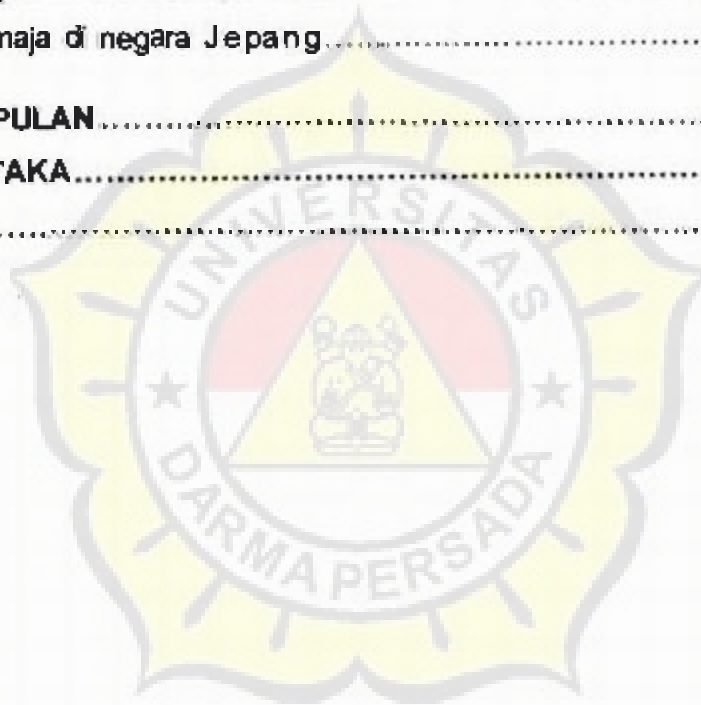 maja di negara Jepang
PULAN
TAKA
UNIVERSITAS
DARMA PERSADA